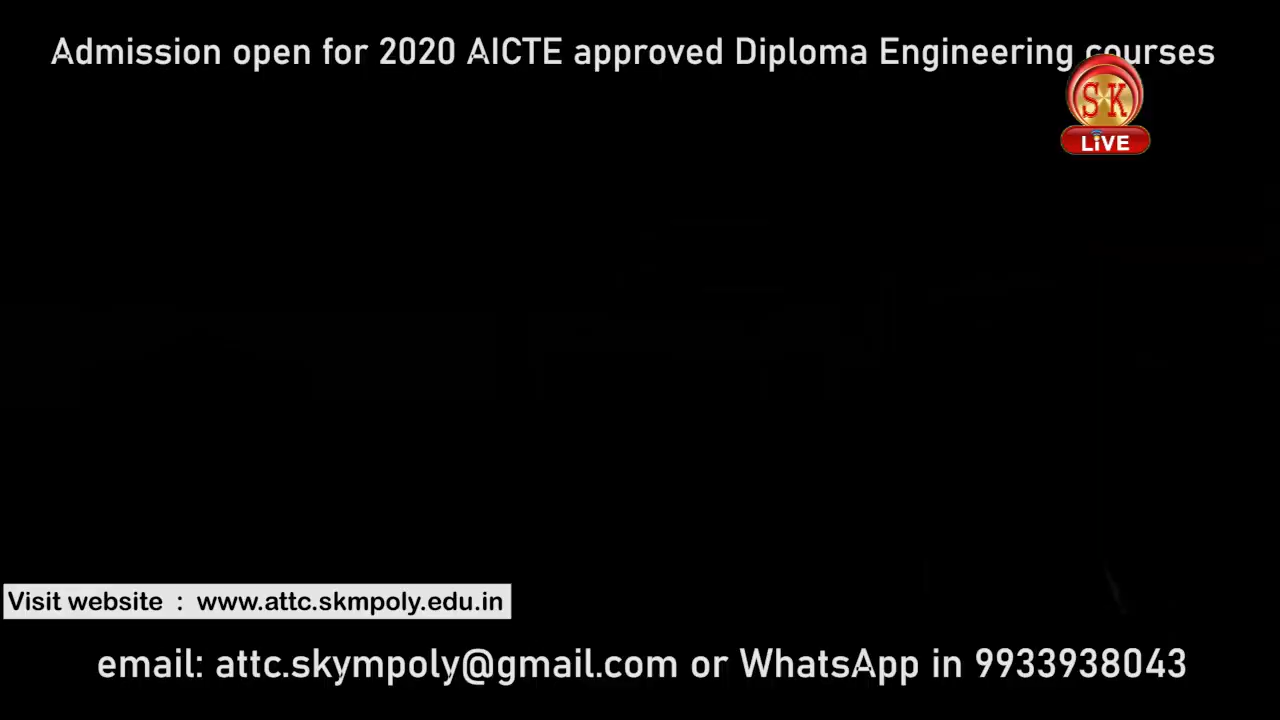 Admission open for 2020 AICTE approved Diploma Engineering courses
SK
LiVE
Visit website : www.attc.skmpoly.edu.in
email: attc.skympoly@gmail.com or WhatsApp in 9933938043